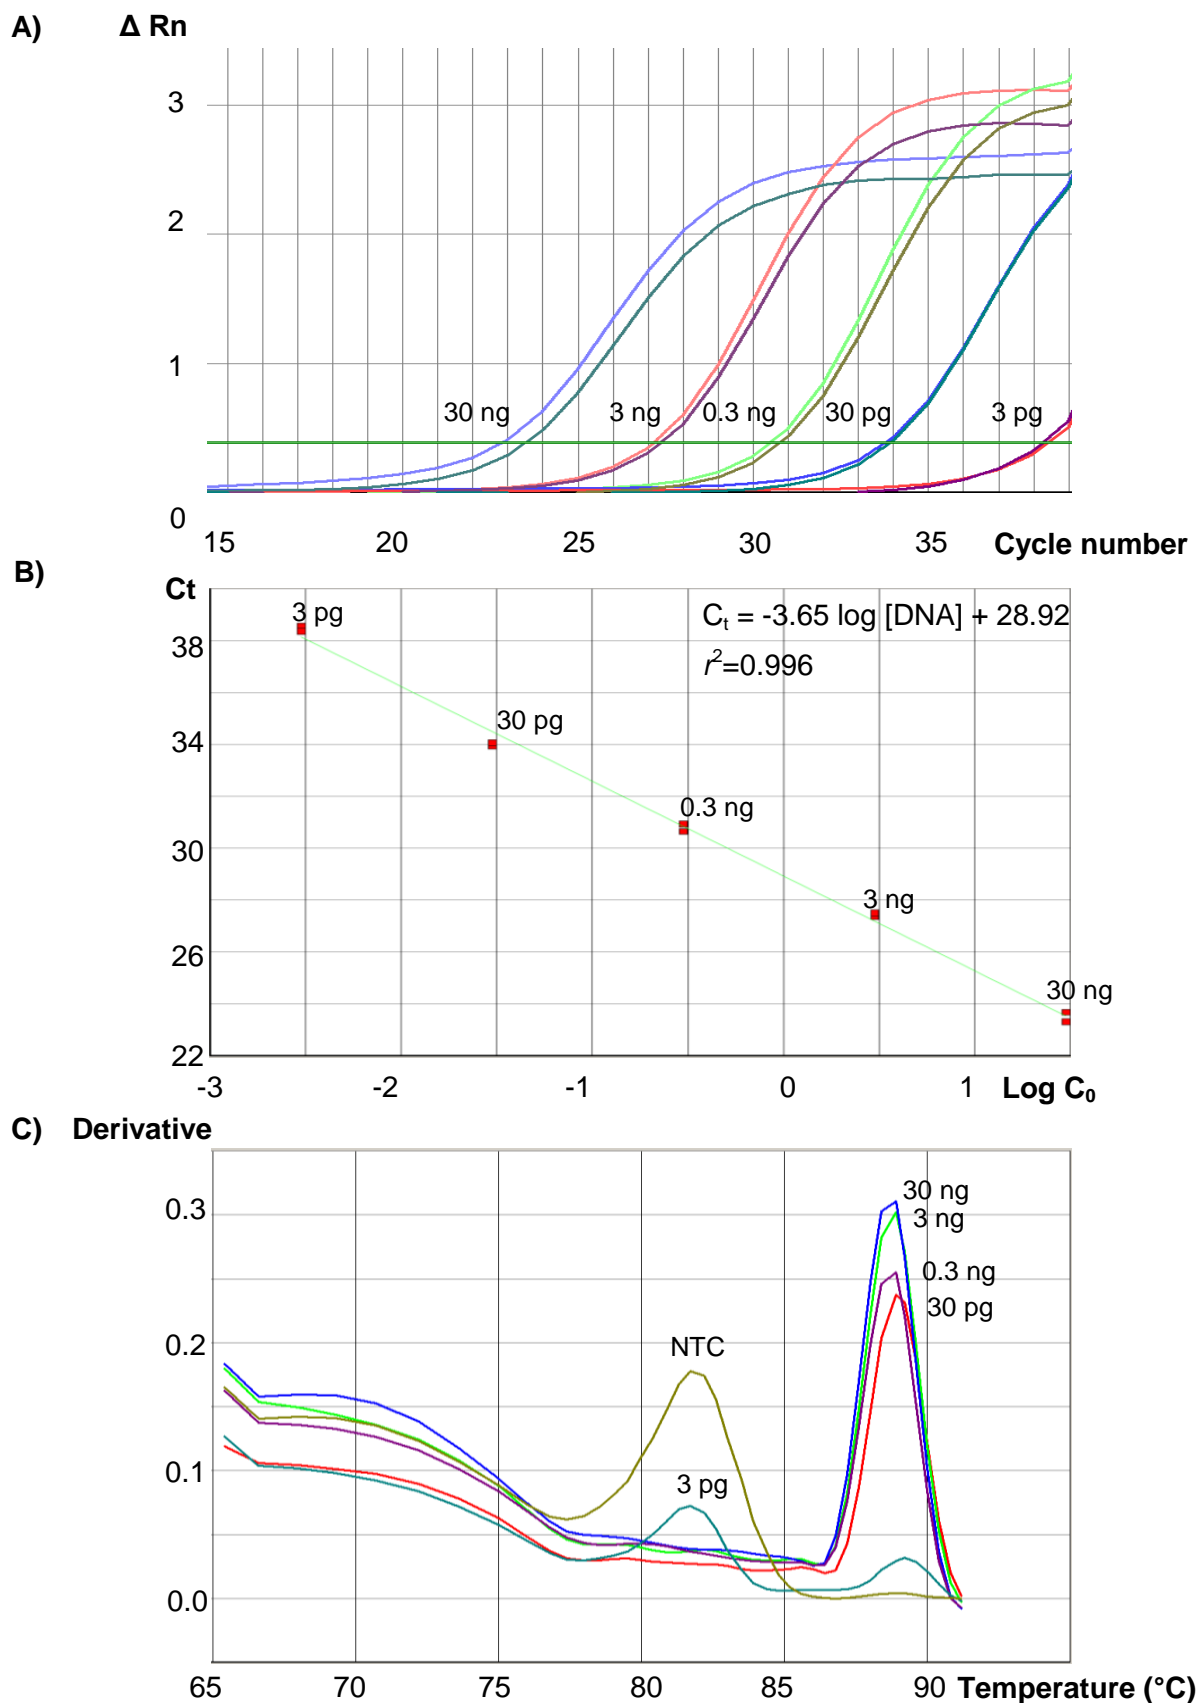 A)
Δ Rn
3
2
1
30 ng
3 ng
0.3 ng
30 pg
3 pg
0
15
20
25
30
35
Cycle number
B)
Ct
3 pg
Cₜ = -3.65 log [DNA] + 28.92
r²=0.996
38
30 pg
34
0.3 ng
30
3 ng
26
30 ng
22
-3
-2
-1
0
1
Log C₀
C)
Derivative
0.3
30 ng
3 ng
0.3 ng
30 pg
0.2
NTC
0.1
3 pg
0.0
65
70
75
80
85
90
Temperature (°C)